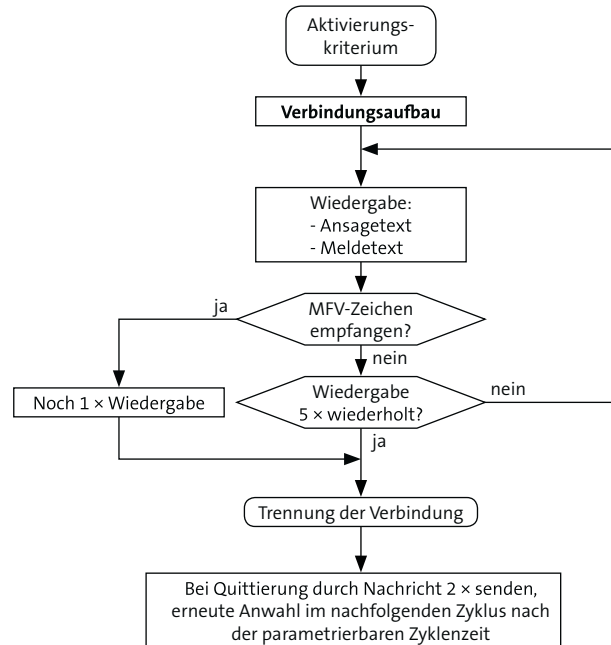 Aktivierungs-
kriterium
Verbindungsaufbau
Wiedergabe:
- Ansagetext
- Meldetext
ja
MFV-Zeichen
empfangen?
nein
Noch 1 × Wiedergabe
Wiedergabe
5 × wiederholt?
nein
ja
Trennung der Verbindung
Bei Quittierung durch Nachricht 2 × senden,
erneute Anwahl im nachfolgenden Zyklus nach
der parametrierbaren Zyklenzeit